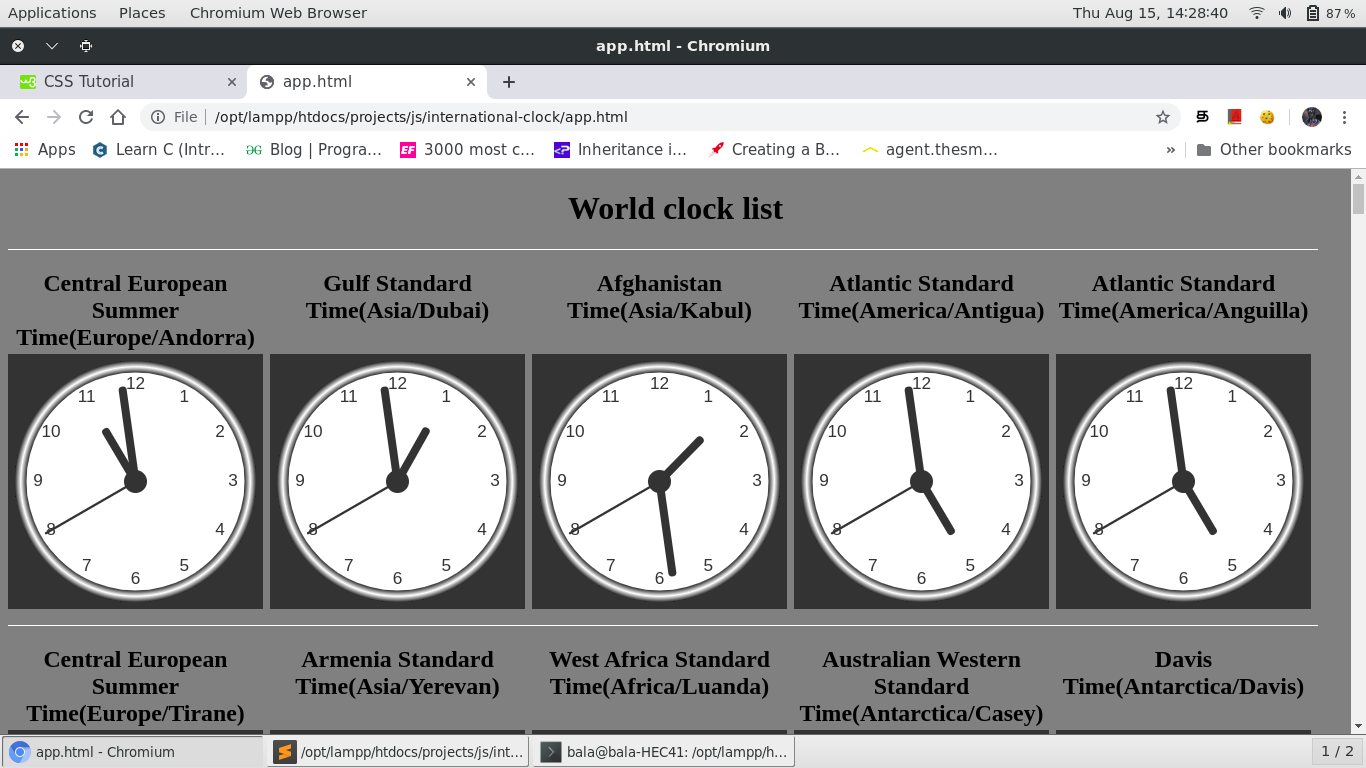 Applications Places Chromium Web Browser Thu Aug 15, 14:28:40 87%
app.html - Chromium
CSS Tutorial app.html
File /opt/lampp/htdocs/projects/js/international-clock/app.html
Apps Learn C (Intr… Blog | Progra… 3000 most c… Inheritance i… Creating a B… agent.thesm… » Other bookmarks
World clock list
Central European
Summer
Time(Europe/Andorra)
Gulf Standard
Time(Asia/Dubai)
Afghanistan
Time(Asia/Kabul)
Atlantic Standard
Time(America/Antigua)
Atlantic Standard
Time(America/Anguilla)
12 1 2 3 4 5 6 7 8 9 10 11
12 1 2 3 4 5 6 7 8 9 10 11
12 1 2 3 4 5 6 7 8 9 10 11
12 1 2 3 4 5 6 7 8 9 10 11
12 1 2 3 4 5 6 7 8 9 10 11
Central European
Summer
Time(Europe/Tirane)
Armenia Standard
Time(Asia/Yerevan)
West Africa Standard
Time(Africa/Luanda)
Australian Western
Standard
Time(Antarctica/Casey)
Davis
Time(Antarctica/Davis)
app.html - Chromium /opt/lampp/htdocs/projects/js/int… bala@bala-HEC41: /opt/lampp/h… 1 / 2